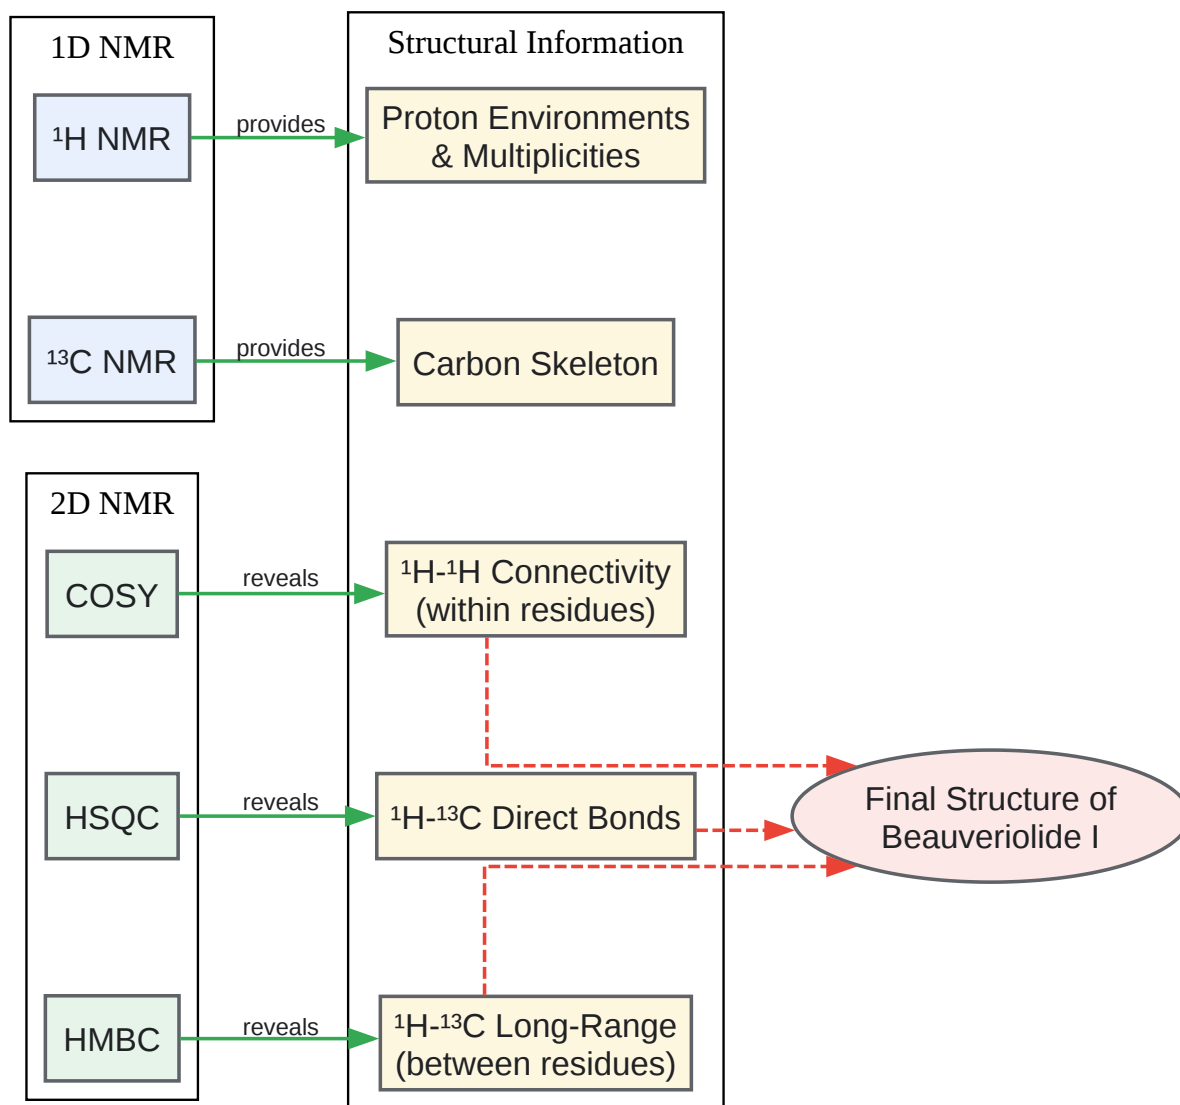 1D NMR
Structural Information
¹H NMR
provides
Proton Environments
& Multiplicities
¹³C NMR
provides
Carbon Skeleton
2D NMR
COSY
reveals
¹H-¹H Connectivity
(within residues)
HSQC
reveals
¹H-¹³C Direct Bonds
Final Structure of
Beauveriolide I
HMBC
reveals
¹H-¹³C Long-Range
(between residues)